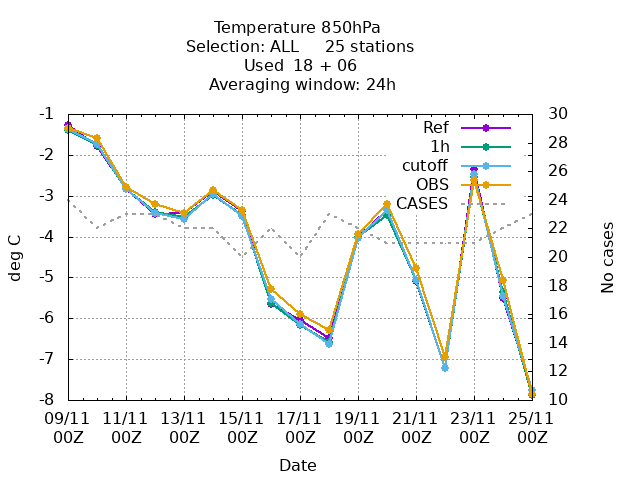 Temperature 850hPa
Selection: ALL 25 stations
Used 18 + 06
Averaging window: 24h
-1
-2
-3
-4
-5
-6
-7
-8
30
28
26
24
22
20
18
16
14
13
12
10
Ref
1h
cutoff
OBS
CASES
deg C
No cases
09/11 11/11 13/11 15/11 17/11 19/11 21/11 23/11 25/11
00Z 00Z 00Z 00Z 00Z 00Z 00Z 00Z 00Z
Date